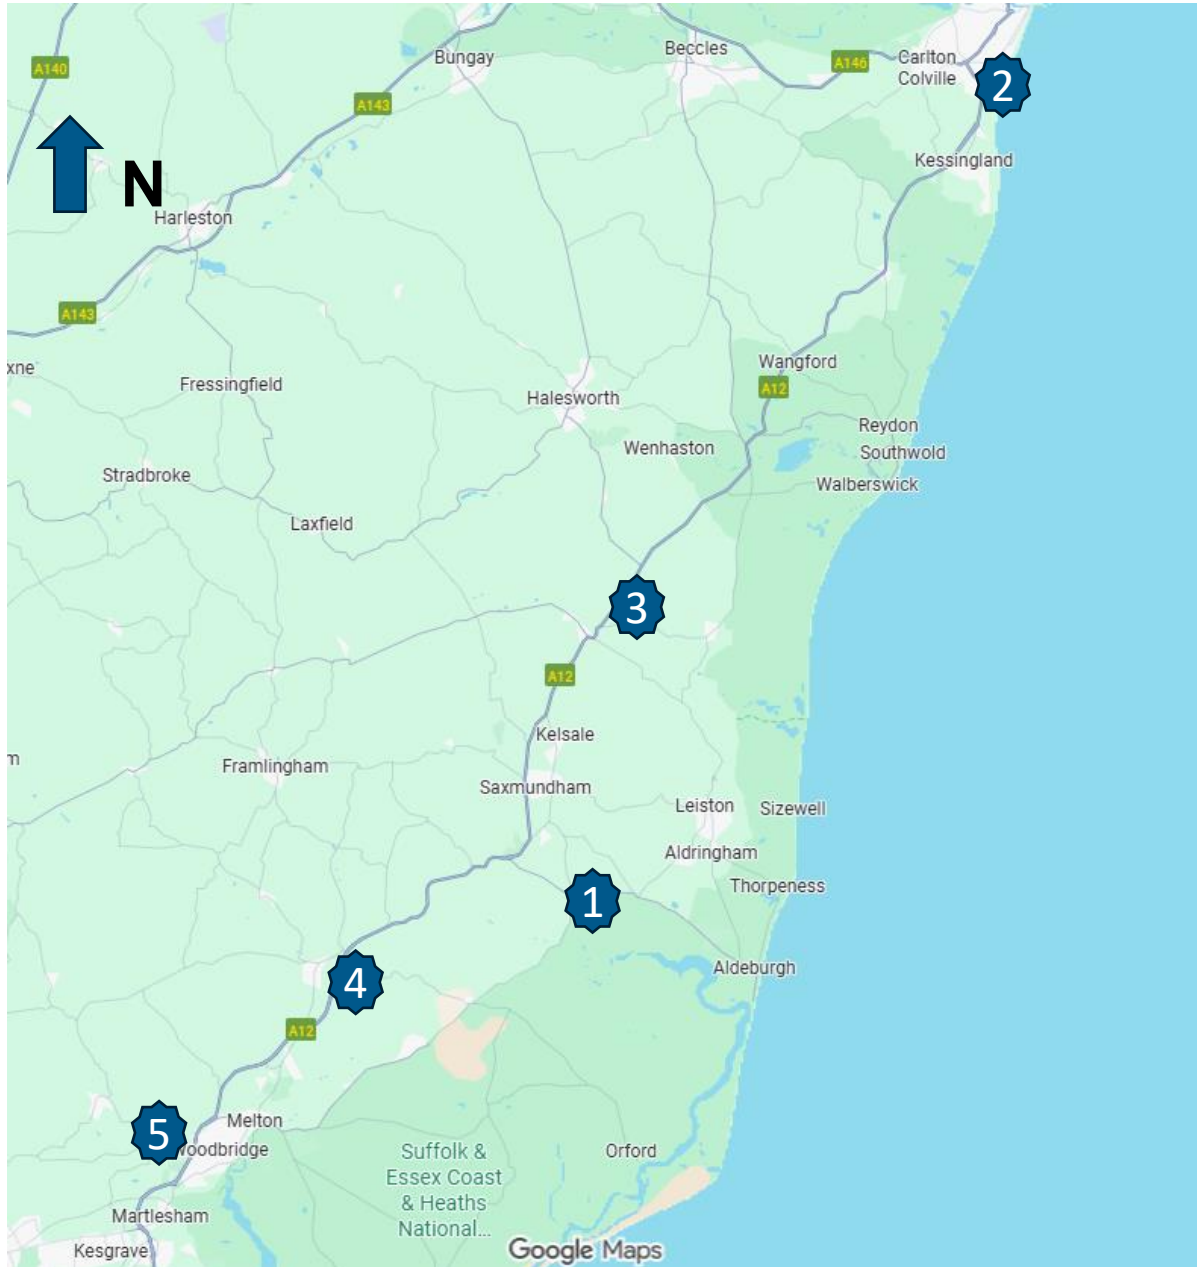 Bungay
Beccles
A146
Carlton
Colville
A140
2
A143
Kessingland
N
Harleston
A143
xne
Wangford
Fressingfield
A12
Halesworth
Reydon
Wenhaston
Southwold
Stradbroke
Walberswick
Laxfield
3
A12
Kelsale
m
Framlingham
Saxmundham
Leiston
Sizewell
Aldringham
Thorpeness
1
Aldeburgh
4
A12
Melton
5
oodbridge
Suffolk &
Essex Coast
& Heaths
National...
Orford
Martlesham
Kesgrave
Google Maps